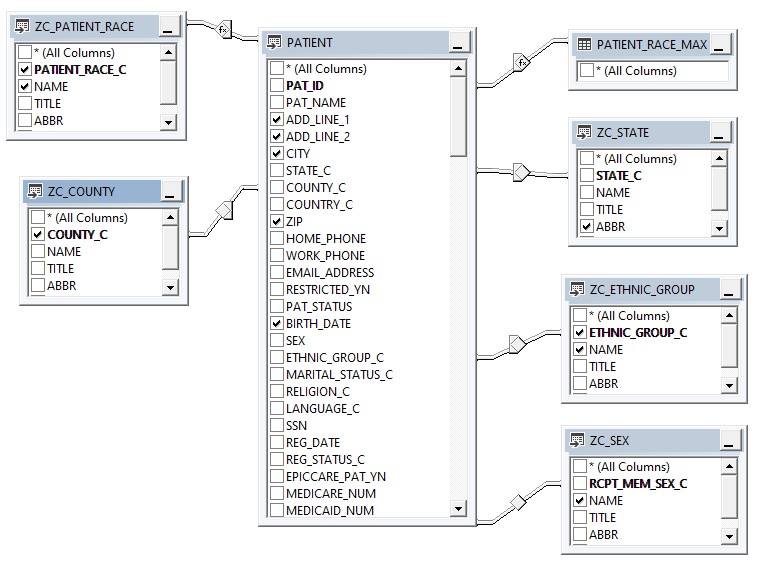 ZC_PATIENT_RACE
* (All Columns)
PATIENT_RACE_C
NAME
TITLE
ABBR
ZC_COUNTY
* (All Columns)
COUNTY_C
NAME
TITLE
ABBR
PATIENT
* (All Columns)
PAT_ID
PAT_NAME
ADD_LINE_1
ADD_LINE_2
CITY
STATE_C
COUNTY_C
COUNTRY_C
ZIP
HOME_PHONE
WORK_PHONE
EMAIL_ADDRESS
RESTRICTED_YN
PAT_STATUS
BIRTH_DATE
SEX
ETHNIC_GROUP_C
MARITAL_STATUS_C
RELIGION_C
LANGUAGE_C
SSN
REG_DATE
REG_STATUS_C
EPICCARE_PAT_YN
MEDICARE_NUM
MEDICAID_NUM
PATIENT_RACE_MAX
* (All Columns)
ZC_STATE
* (All Columns)
STATE_C
NAME
TITLE
ABBR
ZC_ETHNIC_GROUP
* (All Columns)
ETHNIC_GROUP_C
NAME
TITLE
ABBR
ZC_SEX
* (All Columns)
RCPT_MEM_SEX_C
NAME
TITLE
ABBR
fx
fx